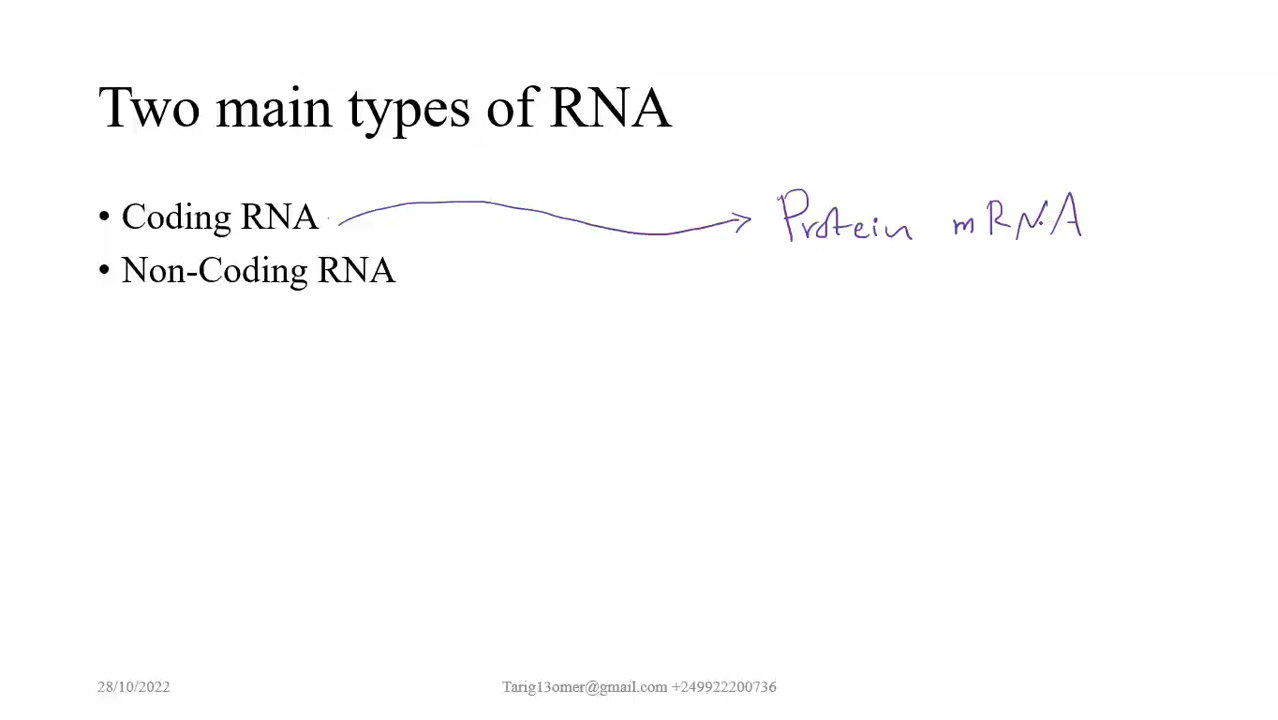 Two main types of RNA
• Coding RNA Protein mRNA
• Non-Coding RNA
28/10/2022 Tarig13omer@gmail.com +249922200736